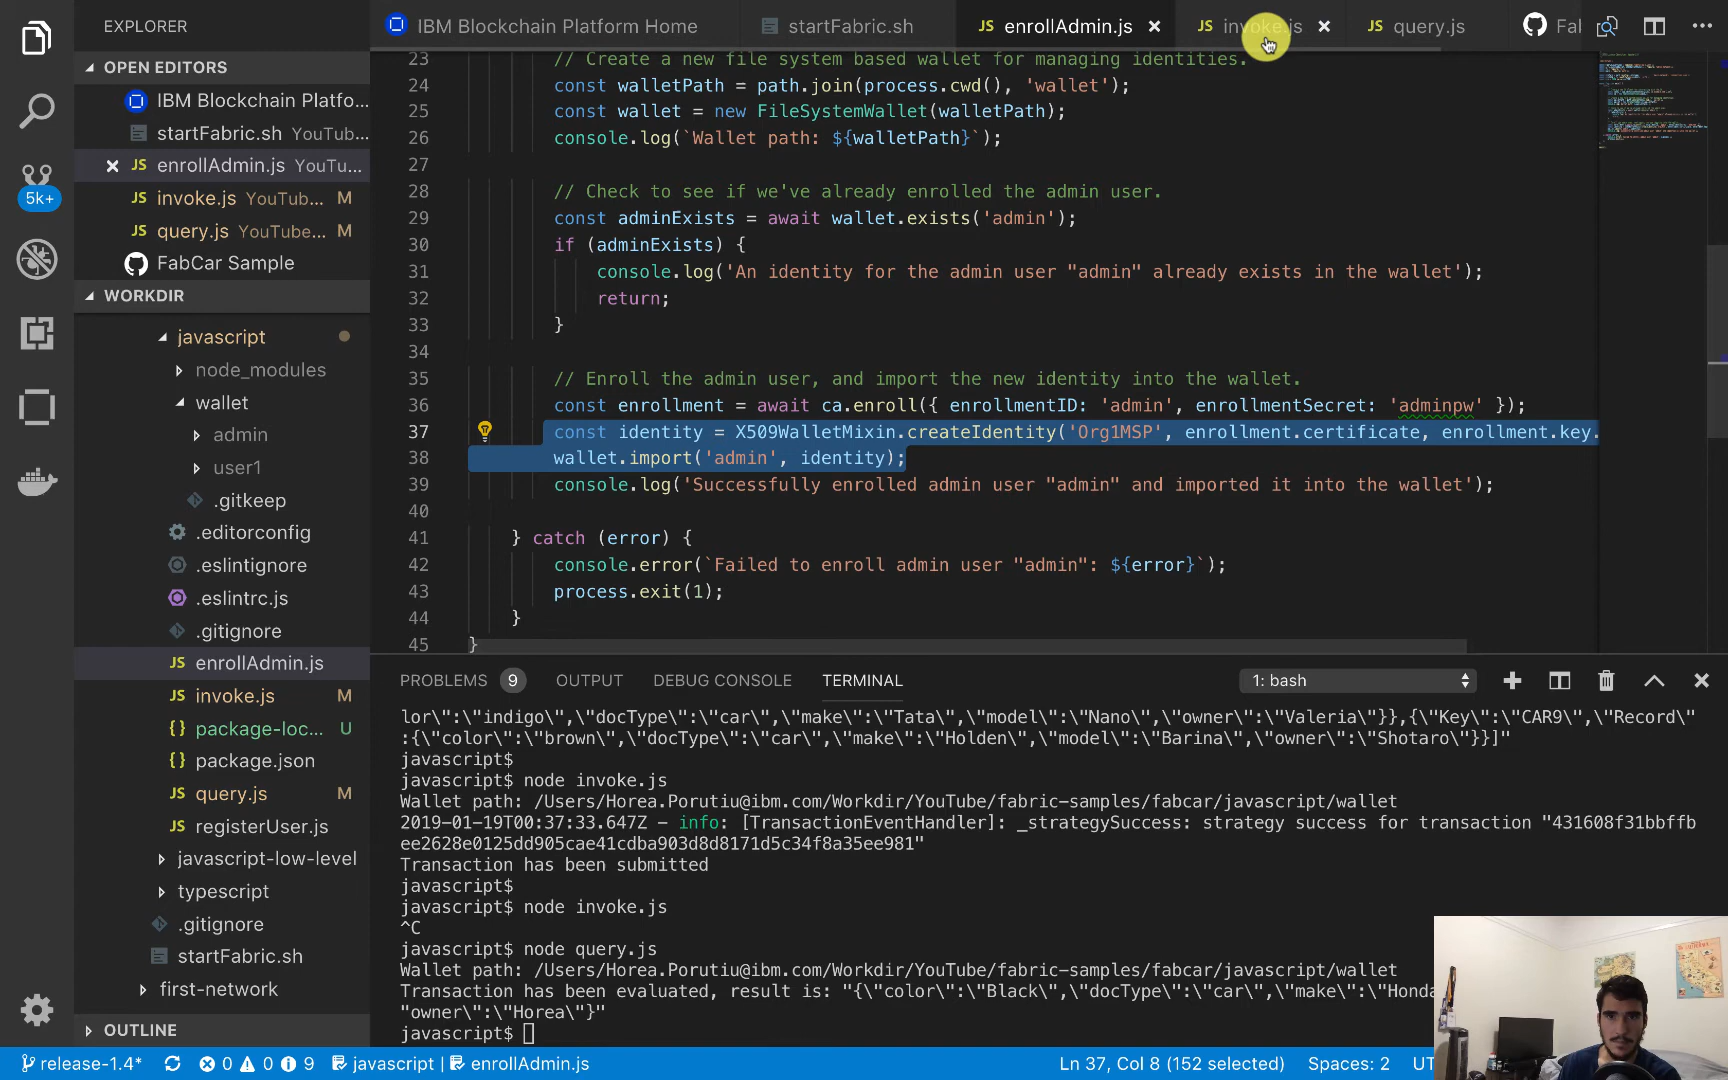 EXPLORER
OPEN EDITORS
IBM Blockchain Platfo...
startFabric.sh YouTub...
enrollAdmin.js YouTu...
invoke.js YouTub... M
query.js YouTube... M
FabCar Sample
WORKDIR
javascript
node_modules
wallet
admin
user1
.gitkeep
.editorconfig
.eslintignore
.eslintrc.js
.gitignore
enrollAdmin.js
invoke.js M
package-loc... U
package.json
query.js M
registerUser.js
javascript-low-level
typescript
.gitignore
startFabric.sh
first-network
OUTLINE
5k+
IBM Blockchain Platform Home startFabric.sh JS enrollAdmin.js JS invoke.js JS query.js Fal
23 // Create a new file system based wallet for managing identities.
24 const walletPath = path.join(process.cwd(), 'wallet');
25 const wallet = new FileSystemWallet(walletPath);
26 console.log(`Wallet path: ${walletPath}`);
27
28 // Check to see if we've already enrolled the admin user.
29 const adminExists = await wallet.exists('admin');
30 if (adminExists) {
31 console.log('An identity for the admin user "admin" already exists in the wallet');
32 return;
33 }
34
35 // Enroll the admin user, and import the new identity into the wallet.
36 const enrollment = await ca.enroll({ enrollmentID: 'admin', enrollmentSecret: 'adminpw' });
37 const identity = X509WalletMixin.createIdentity('Org1MSP', enrollment.certificate, enrollment.key.
38 wallet.import('admin', identity);
39 console.log('Successfully enrolled admin user "admin" and imported it into the wallet');
40
41 } catch (error) {
42 console.error(`Failed to enroll admin user "admin": ${error}`);
43 process.exit(1);
44 }
45 }
PROBLEMS 9 OUTPUT DEBUG CONSOLE TERMINAL 1: bash
lor\":\"indigo\",\"docType\":\"car\",\"make\":\"Tata\",\"model\":\"Nano\",\"owner\":\"Valeria\"}},{\"Key\":\"CAR9\",\"Record\"
:{\"color\":\"brown\",\"docType\":\"car\",\"make\":\"Holden\",\"model\":\"Barina\",\"owner\":\"Shotaro\"}}]"
javascript$
javascript$ node invoke.js
Wallet path: /Users/Horea.Porutiu@ibm.com/Workdir/YouTube/fabric-samples/fabcar/javascript/wallet
2019-01-19T00:37:33.647Z - info: [TransactionEventHandler]: _strategySuccess: strategy success for transaction "431608f31bbffb
ee2628e0125dd905cae41cdba903d8d8171d5c34f8a35ee981"
Transaction has been submitted
javascript$
javascript$ node invoke.js
^C
javascript$ node query.js
Wallet path: /Users/Horea.Porutiu@ibm.com/Workdir/YouTube/fabric-samples/fabcar/javascript/wallet
Transaction has been evaluated, result is: "{\"color\":\"Black\",\"docType\":\"car\",\"make\":\"Honda
"owner\":\"Horea\"}"
javascript$
release-1.4* 0 0 9 javascript enrollAdmin.js Ln 37, Col 8 (152 selected) Spaces: 2 UT